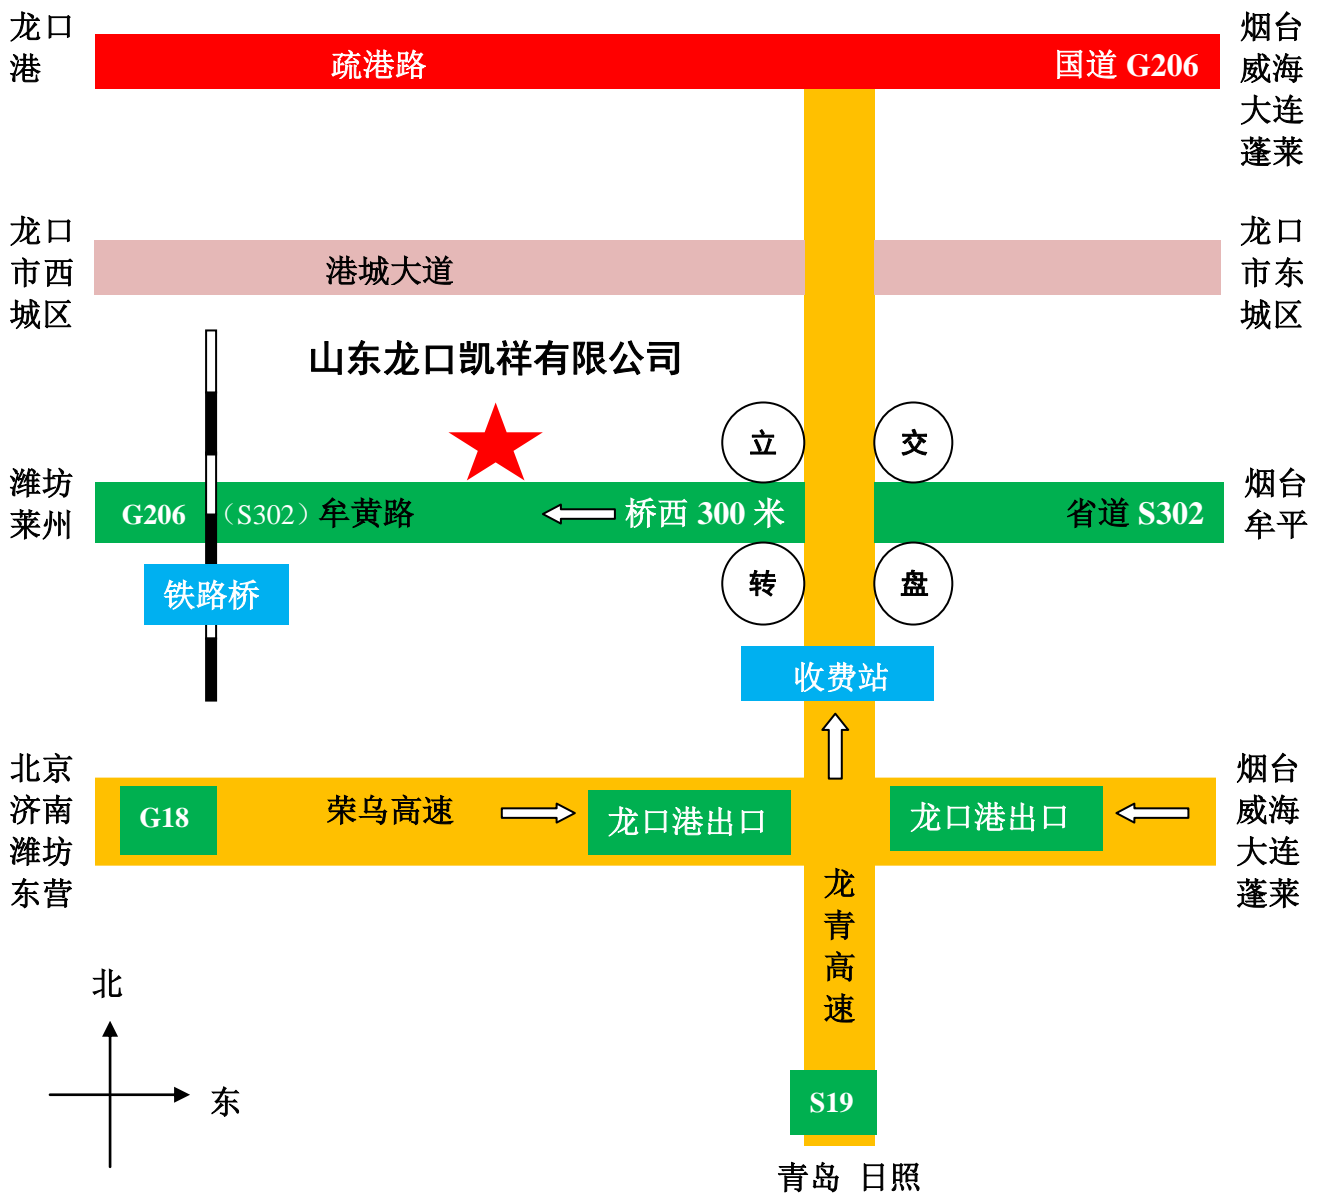 龙口
港
疏港路
国道 G206
烟台
威海
大连
蓬莱
龙口
市西
城区
港城大道
龙口
市东
城区
山东龙口凯祥有限公司
立
交
潍坊
莱州
G206
（S302）牟黄路
桥西 300 米
省道 S302
烟台
牟平
转
盘
铁路桥
收费站
北京
济南
潍坊
东营
G18
荣乌高速
龙口港出口
龙口港出口
烟台
威海
大连
蓬莱
龙
青
高
速
北
东
S19
青岛 日照